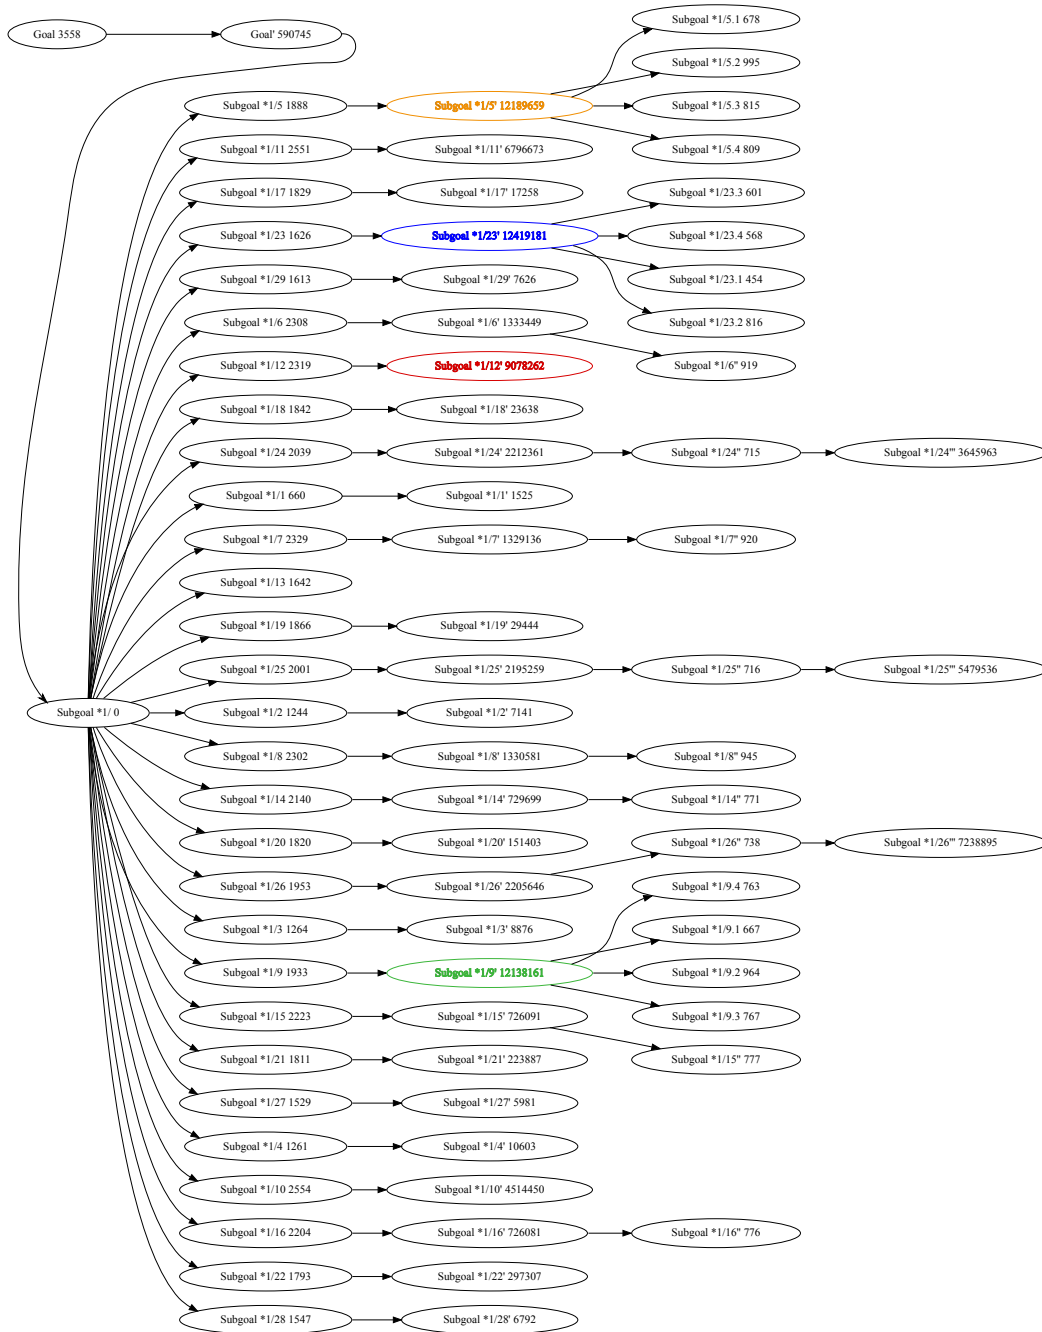 Goal 3558
Goal' 590745
Subgoal *1/ 0
Subgoal *1/5 1888
Subgoal *1/5' 12189659
Subgoal *1/5.1 678
Subgoal *1/5.2 995
Subgoal *1/5.3 815
Subgoal *1/5.4 809
Subgoal *1/11 2551
Subgoal *1/11' 6796673
Subgoal *1/17 1829
Subgoal *1/17' 17258
Subgoal *1/23 1626
Subgoal *1/23' 12419181
Subgoal *1/23.3 601
Subgoal *1/23.4 568
Subgoal *1/23.1 454
Subgoal *1/23.2 816
Subgoal *1/29 1613
Subgoal *1/29' 7626
Subgoal *1/6 2308
Subgoal *1/6' 1333449
Subgoal *1/6'' 919
Subgoal *1/12 2319
Subgoal *1/12' 9078262
Subgoal *1/18 1842
Subgoal *1/18' 23638
Subgoal *1/24 2039
Subgoal *1/24' 2212361
Subgoal *1/24'' 715
Subgoal *1/24''' 3645963
Subgoal *1/1 660
Subgoal *1/1' 1525
Subgoal *1/7 2329
Subgoal *1/7' 1329136
Subgoal *1/7'' 920
Subgoal *1/13 1642
Subgoal *1/19 1866
Subgoal *1/19' 29444
Subgoal *1/25 2001
Subgoal *1/25' 2195259
Subgoal *1/25'' 716
Subgoal *1/25''' 5479536
Subgoal *1/2 1244
Subgoal *1/2' 7141
Subgoal *1/8 2302
Subgoal *1/8' 1330581
Subgoal *1/8'' 945
Subgoal *1/14 2140
Subgoal *1/14' 729699
Subgoal *1/14'' 771
Subgoal *1/20 1820
Subgoal *1/20' 151403
Subgoal *1/26 1953
Subgoal *1/26' 2205646
Subgoal *1/26'' 738
Subgoal *1/26''' 7238895
Subgoal *1/3 1264
Subgoal *1/3' 8876
Subgoal *1/9 1933
Subgoal *1/9' 12138161
Subgoal *1/9.4 763
Subgoal *1/9.1 667
Subgoal *1/9.2 964
Subgoal *1/9.3 767
Subgoal *1/15 2223
Subgoal *1/15' 726091
Subgoal *1/15'' 777
Subgoal *1/21 1811
Subgoal *1/21' 223887
Subgoal *1/27 1529
Subgoal *1/27' 5981
Subgoal *1/4 1261
Subgoal *1/4' 10603
Subgoal *1/10 2554
Subgoal *1/10' 4514450
Subgoal *1/16 2204
Subgoal *1/16' 726081
Subgoal *1/16'' 776
Subgoal *1/22 1793
Subgoal *1/22' 297307
Subgoal *1/28 1547
Subgoal *1/28' 6792